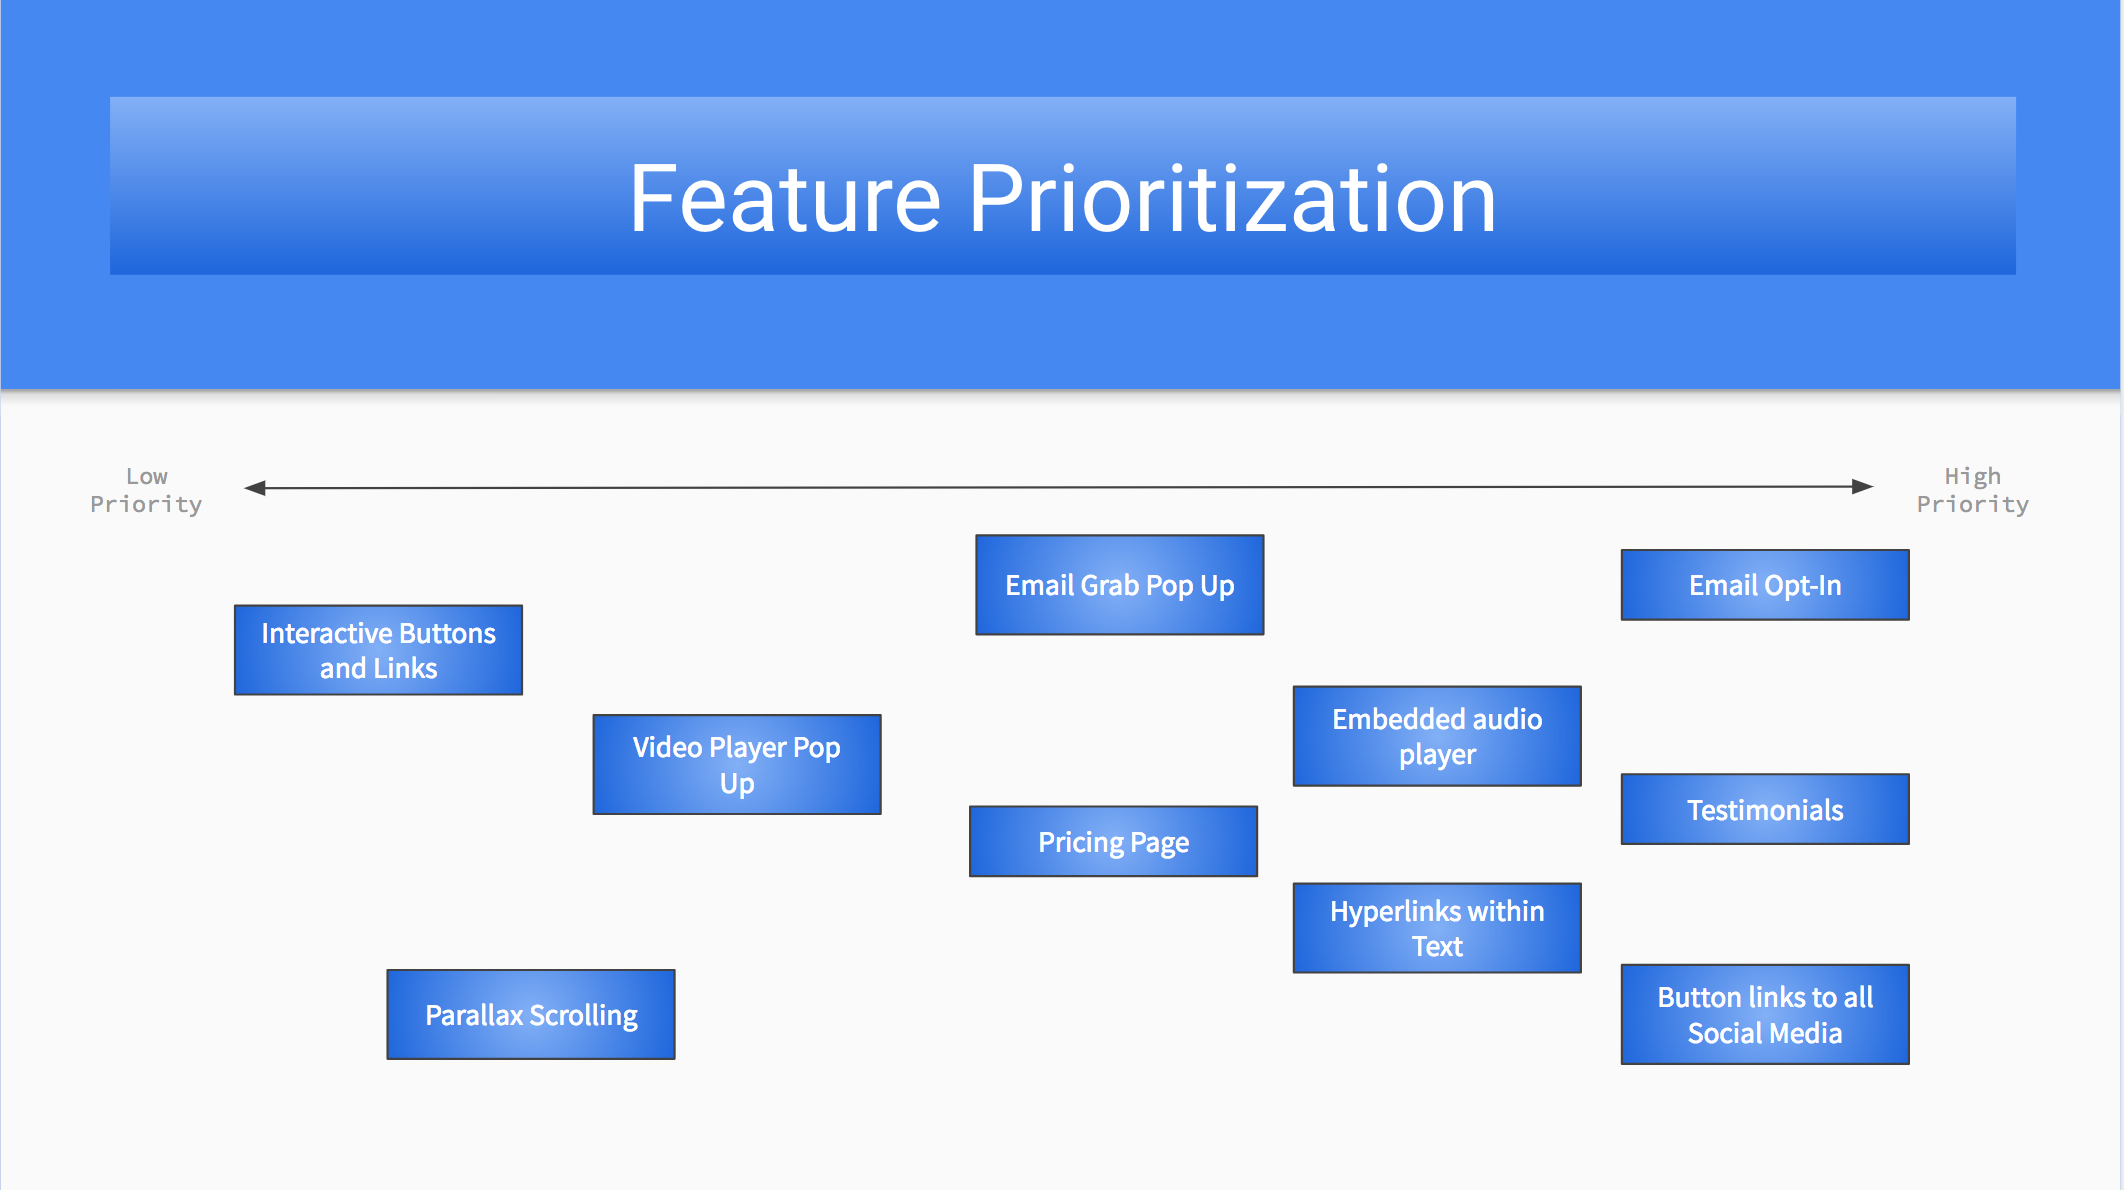 Feature Prioritization
Low
Priority
High
Priority
Email Grab Pop Up
Email Opt-In
Interactive Buttons
and Links
Embedded audio
player
Video Player Pop
Up
Testimonials
Pricing Page
Hyperlinks within
Text
Parallax Scrolling
Button links to all
Social Media